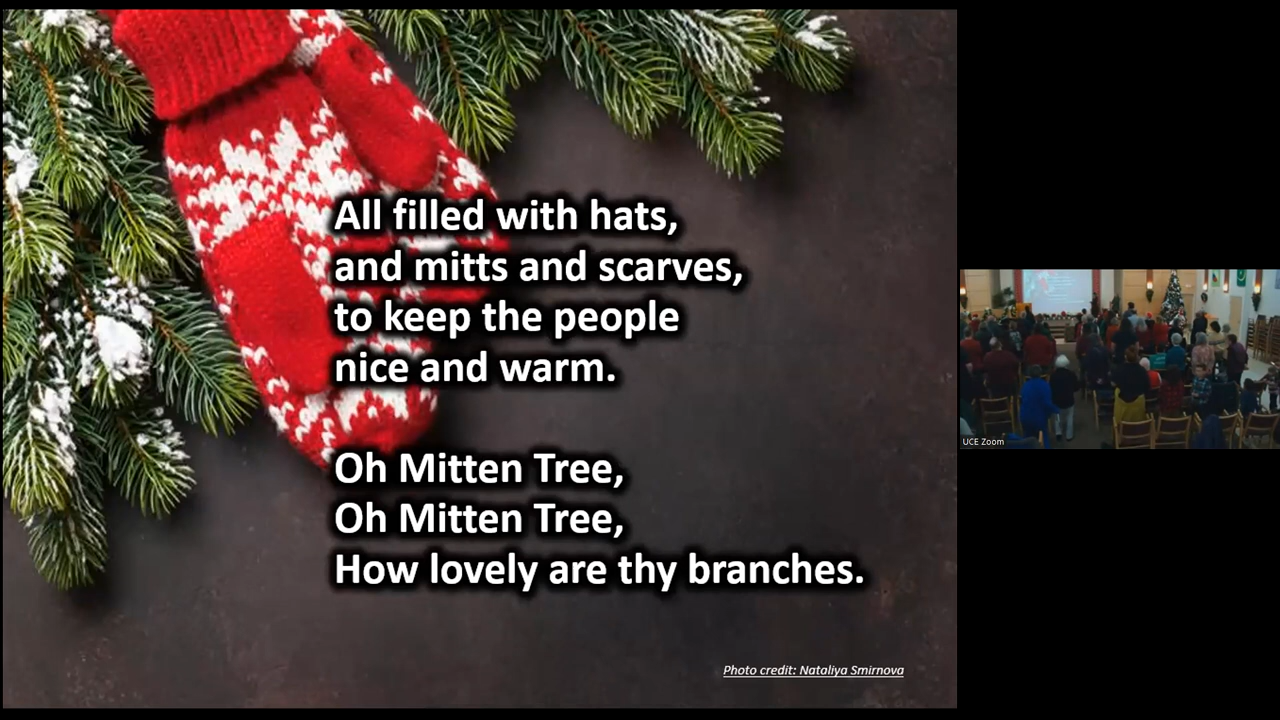 All filled with hats,
and mitts and scarves,
to keep the people
nice and warm.
Oh Mitten Tree,
Oh Mitten Tree,
How lovely are thy branches.
Photo credit: Nataliya Smirnova
UCE Zoom